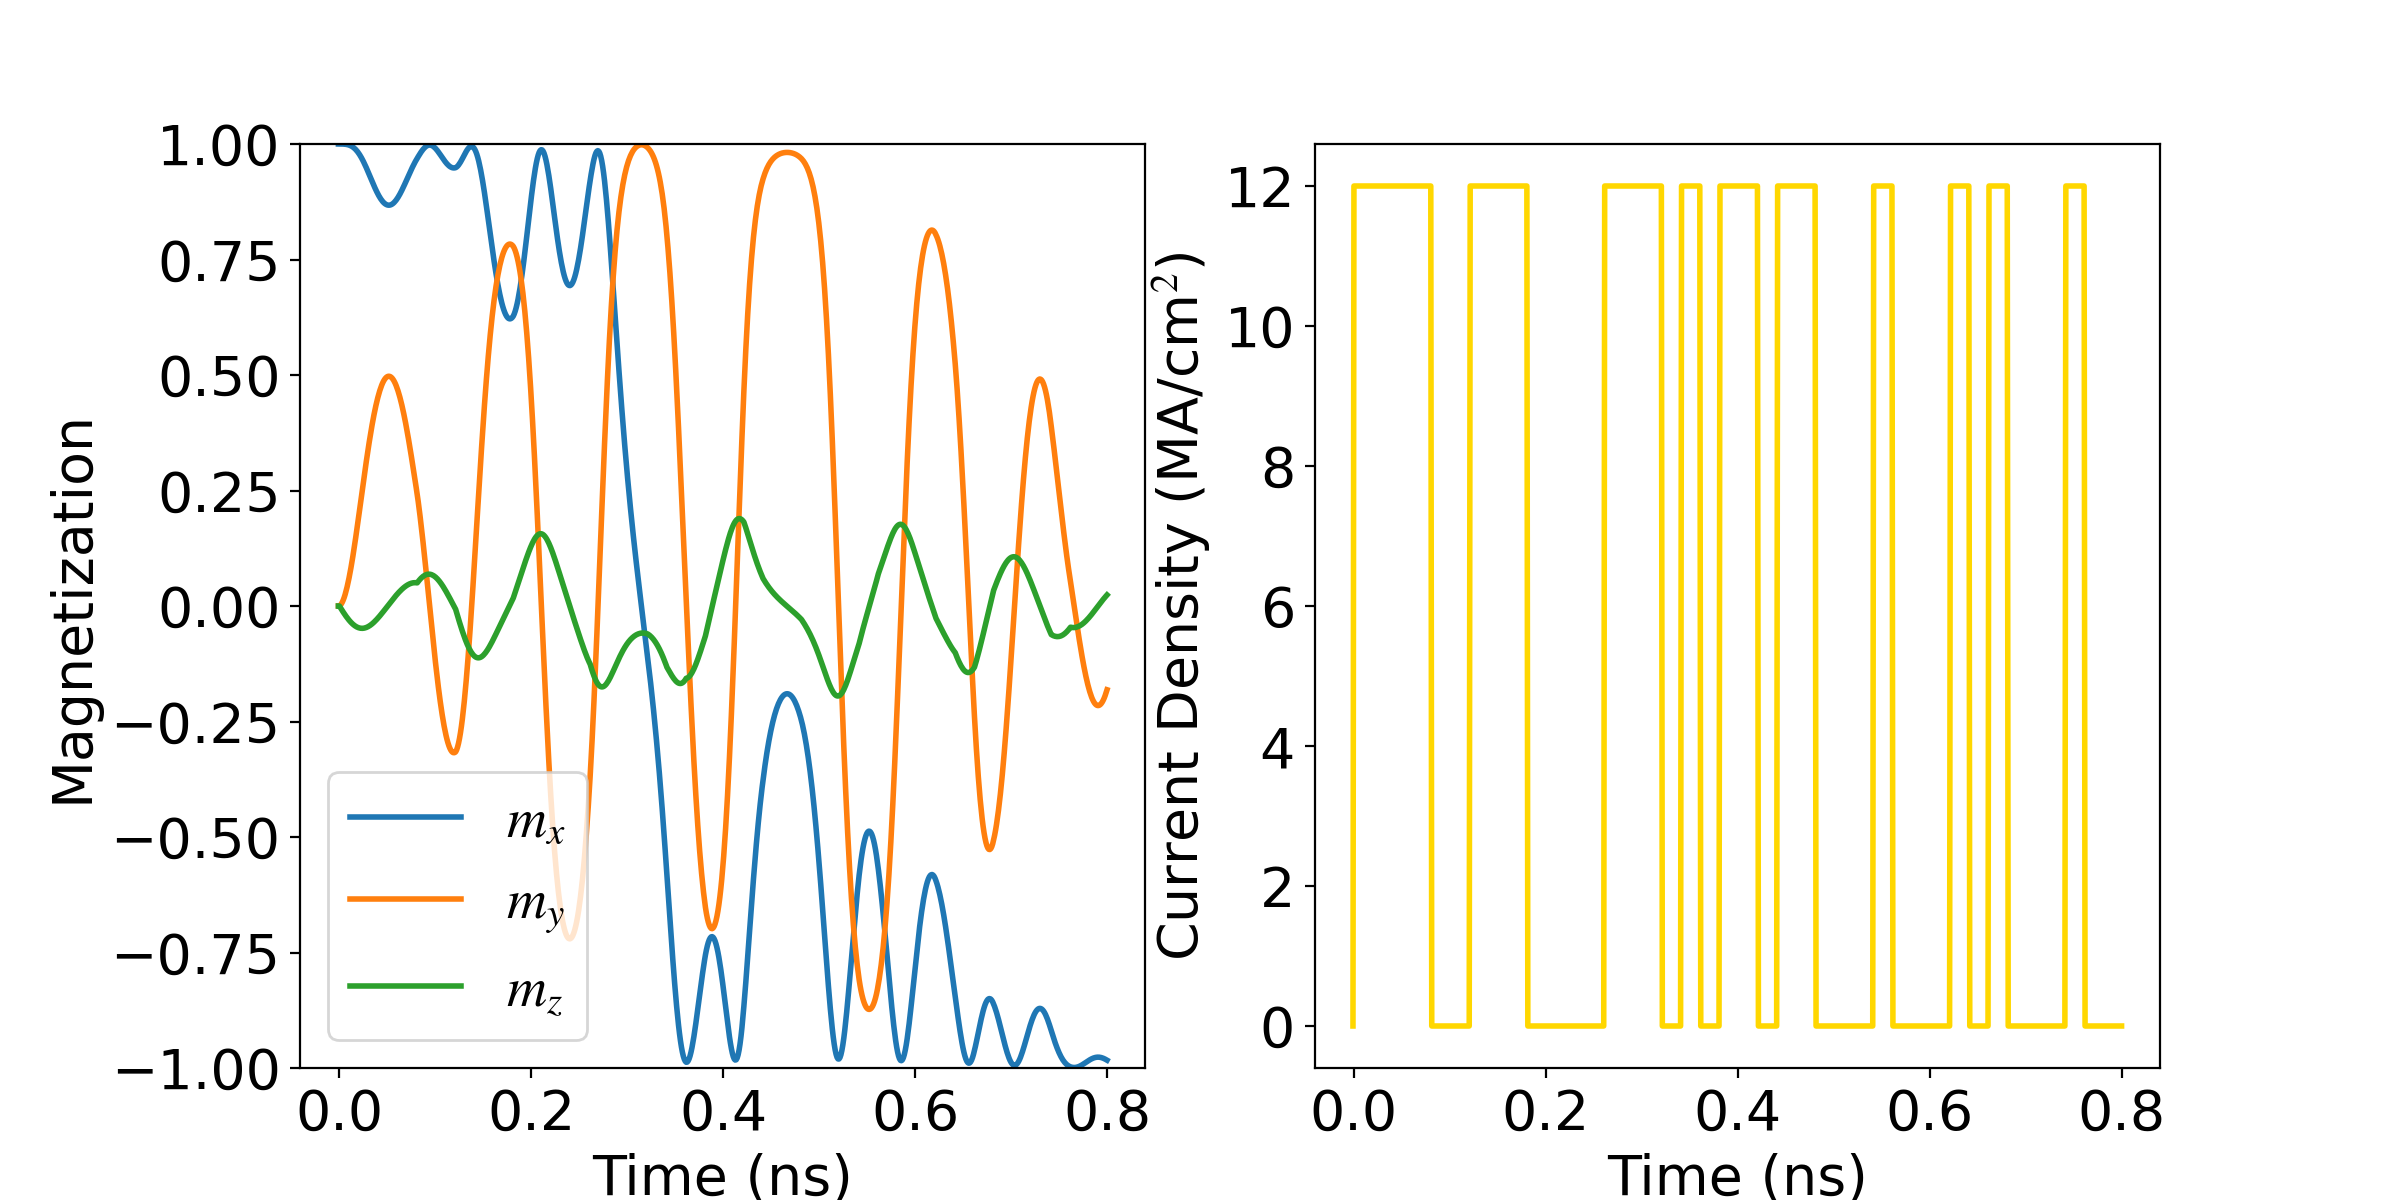 Magnetization
1.00
0.75
0.50
0.25
0.00
−0.25
−0.50
−0.75
−1.00
m_x
m_y
m_z
0.0 0.2 0.4 0.6 0.8
Time (ns)
Current Density (MA/cm²)
12
10
8
6
4
2
0
0.0 0.2 0.4 0.6 0.8
Time (ns)